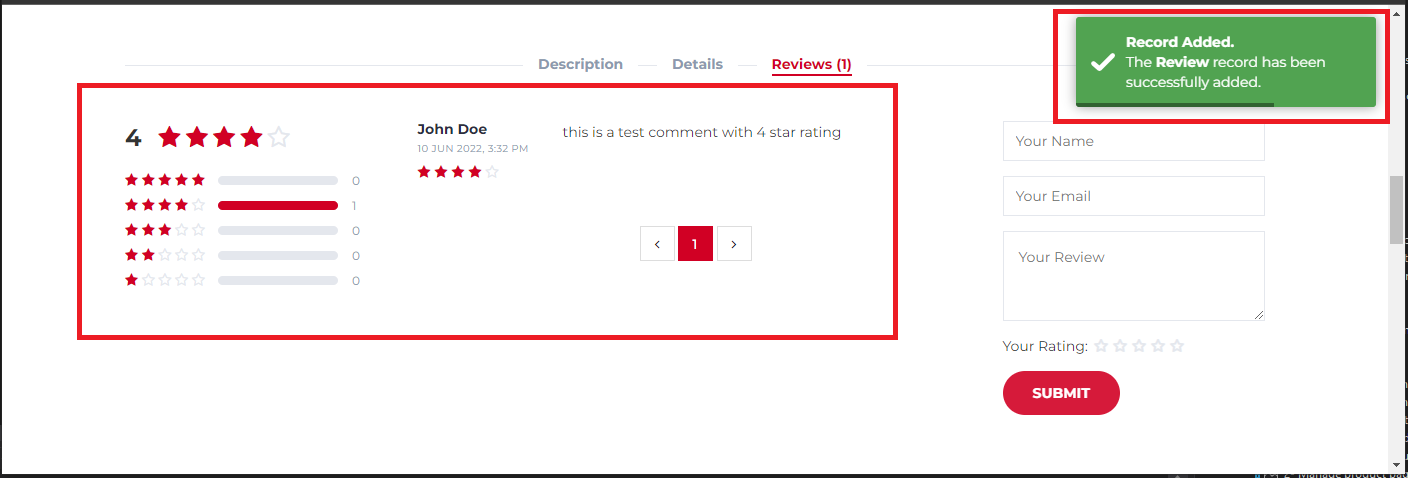 Description
Details
Reviews (1)
Record Added.
The Review record has been
successfully added.
4
0
1
0
0
0
John Doe
10 JUN 2022, 3:32 PM
this is a test comment with 4 star rating
1
Your Name
Your Email
Your Review
Your Rating:
SUBMIT